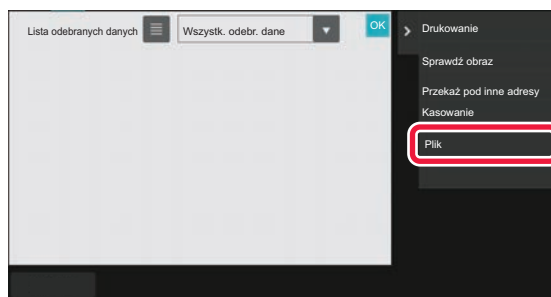 Lista odebranych danych
Wszystk. odebr. dane
OK
Drukowanie
Sprawdź obraz
Przekaż pod inne adresy
Kasowanie
Plik